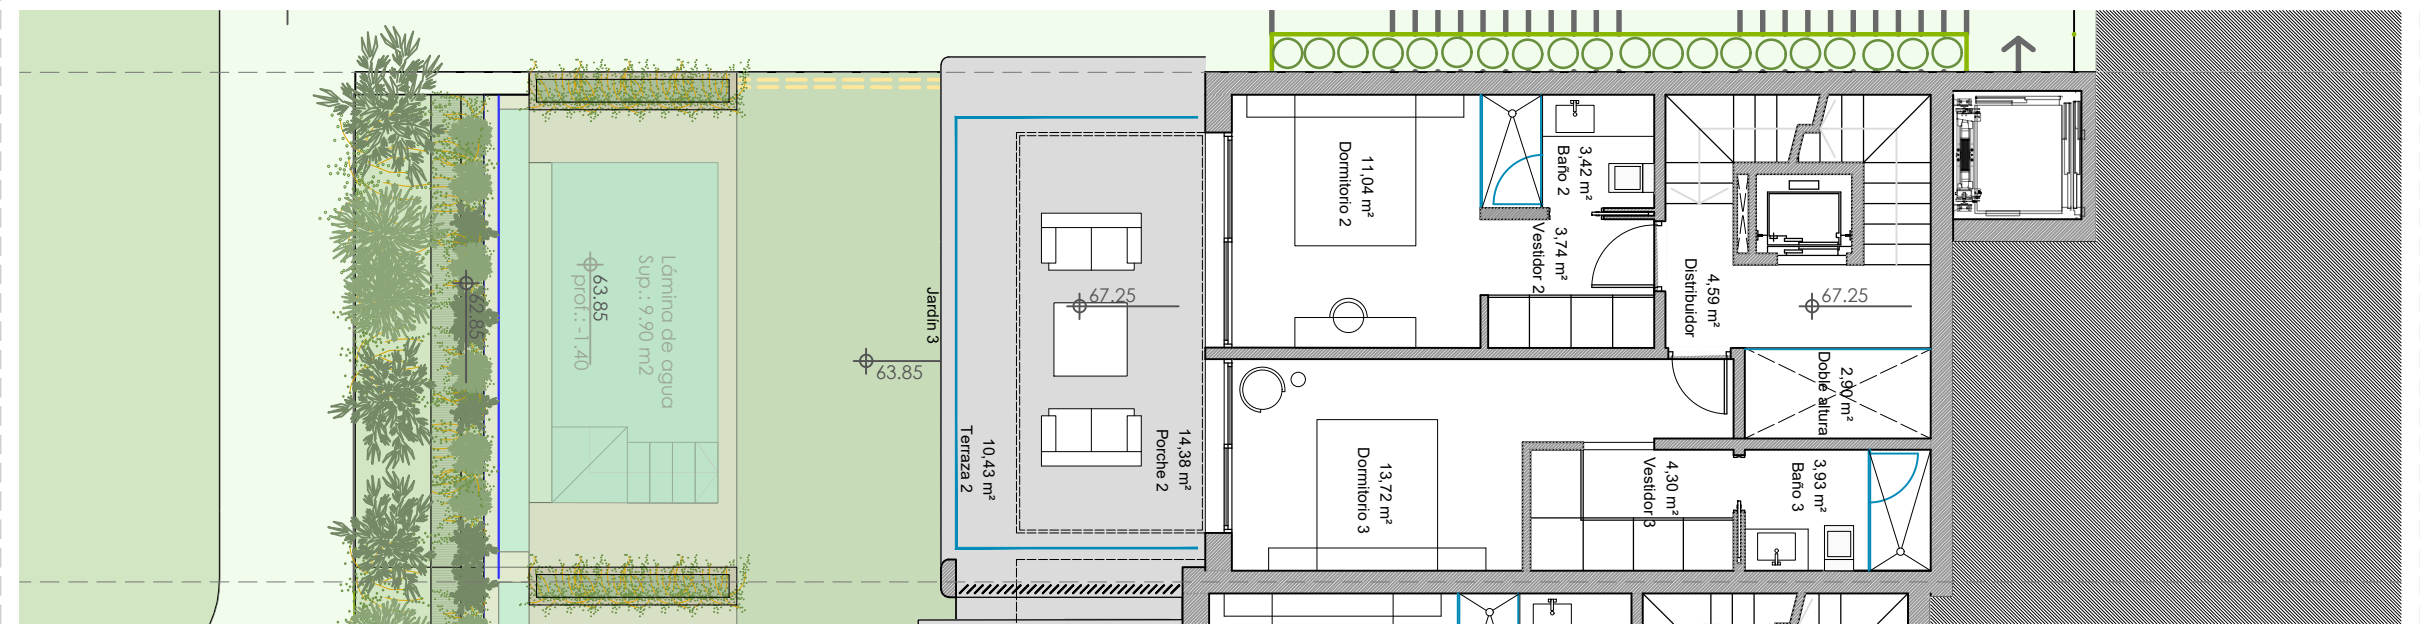 Dormitorio 2
11,04 m²
Baño 2
3,42 m²
Vestidor 2
3,74 m²
Distribuidor
4,59 m²
67.25
67.25
Doble altura
2,90 m²
Lámina de agua
Sup.: 9.90 m2
63.85
prof.: -1.40
62.85
Jardín 3
63.85
Terraza 2
10,43 m²
Porche 2
14,38 m²
Dormitorio 3
13,72 m²
Vestidor 3
4,30 m²
Baño 3
3,93 m²